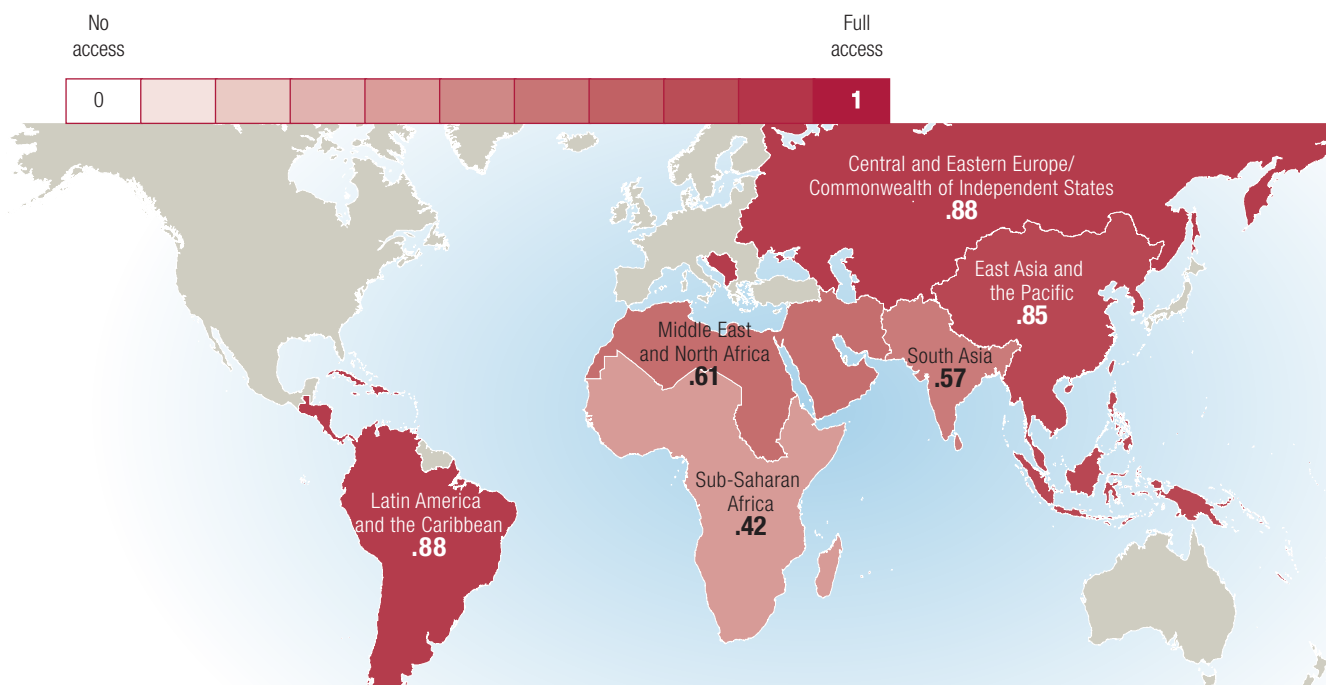 No
access
Full
access
0
1
Central and Eastern Europe/
Commonwealth of Independent States
.88
East Asia and
the Pacific
.85
Middle East
and North Africa
.61
South Asia
.57
Sub-Saharan
Africa
.42
Latin America
and the Caribbean
.88